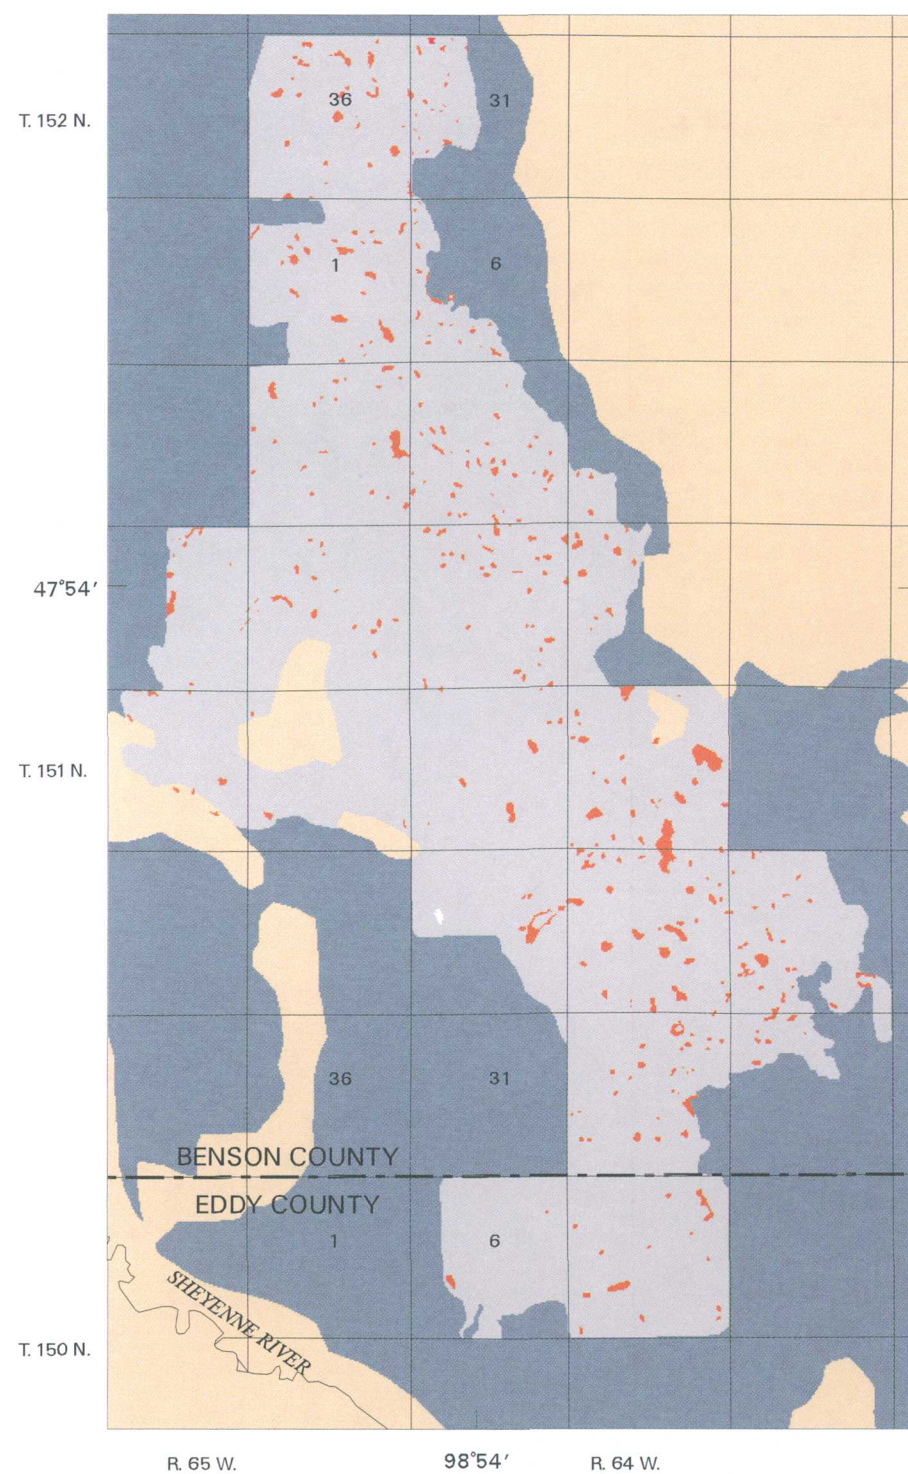 36
31
T. 152 N.
1
6
47°54′
T. 151 N.
36
31
BENSON COUNTY
EDDY COUNTY
1
6
SHEYENNE RIVER
T. 150 N.
R. 65 W.
98°54′
R. 64 W.